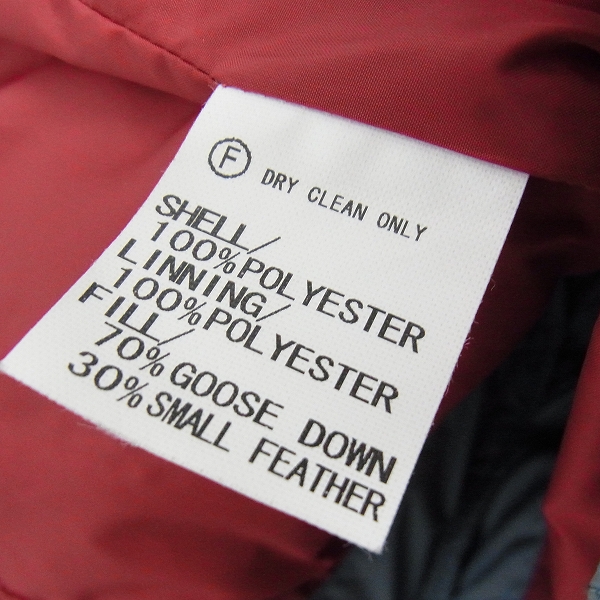 F DRY CLEAN ONLY
SHELL/
100%POLYESTER
LINNING/
100%POLYESTER
FILL/
70%GOOSE DOWN
30%SMALL FEATHER